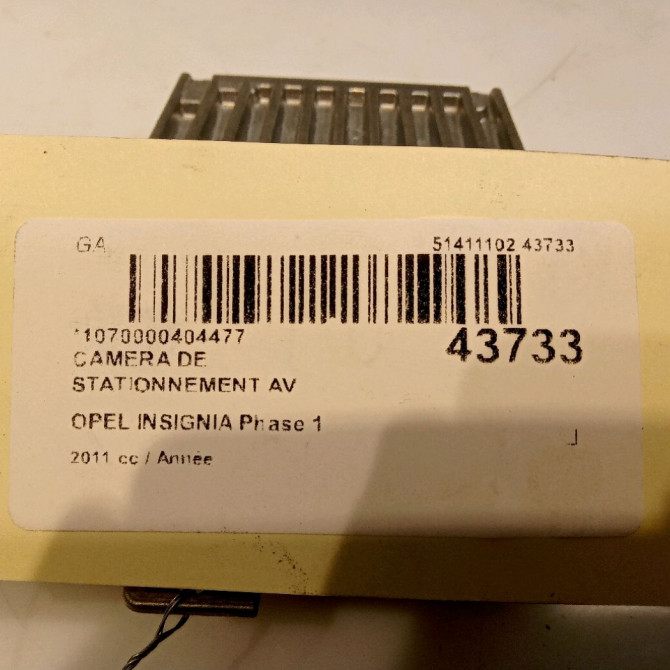 GA 51411102 43733
*1070000404477 43733
CAMERA DE
STATIONNEMENT AV
OPEL INSIGNIA Phase 1
2011 cc / Année